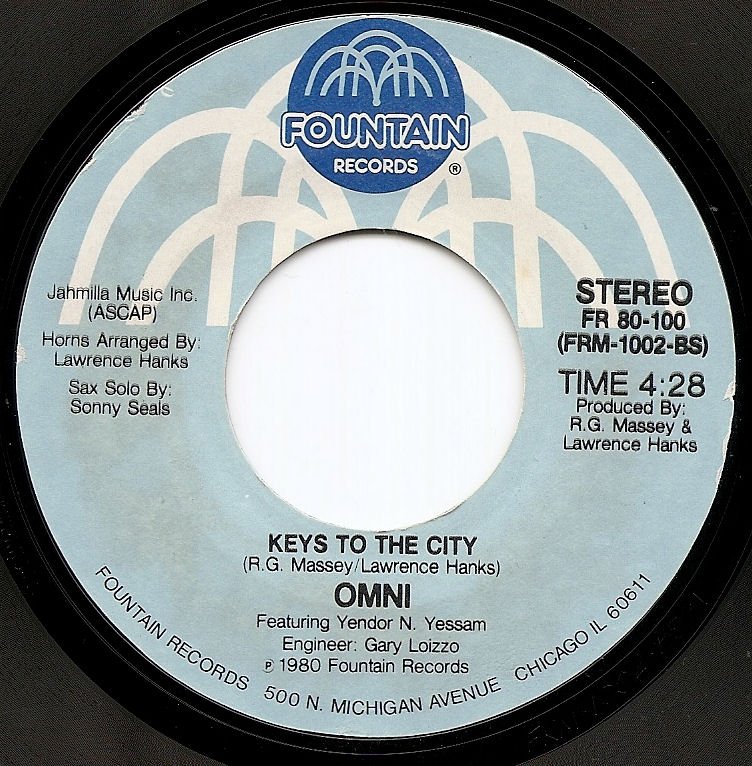 FOUNTAIN
RECORDS ®
Jahmilla Music Inc.
(ASCAP)
Horns Arranged By:
Lawrence Hanks
Sax Solo By:
Sonny Seals
STEREO
FR 80-100
(FRM-1002-BS)
TIME 4:28
Produced By:
R.G. Massey &
Lawrence Hanks
KEYS TO THE CITY
(R.G. Massey/Lawrence Hanks)
OMNI
Featuring Yendor N. Yessam
Engineer: Gary Loizzo
℗ 1980 Fountain Records
FOUNTAIN RECORDS 500 N. MICHIGAN AVENUE CHICAGO IL 60611